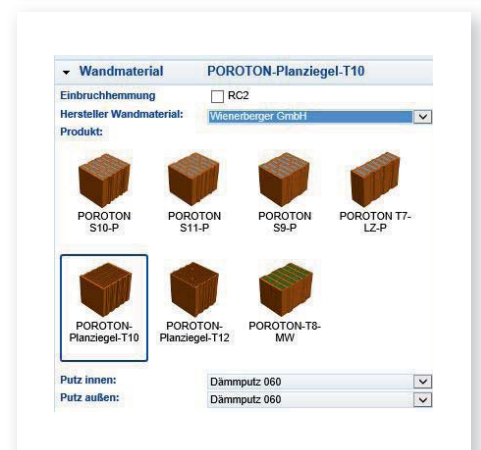 Wandmaterial POROTON-Planziegel-T10
Einbruchhemmung RC2
Hersteller Wandmaterial: Wienerberger GmbH
Produkt:
POROTON S10-P
POROTON S11-P
POROTON S9-P
POROTON T7-LZ-P
POROTON-Planziegel-T10
POROTON-Planziegel-T12
POROTON-T8-MW
Putz innen: Dämmputz 060
Putz außen: Dämmputz 060